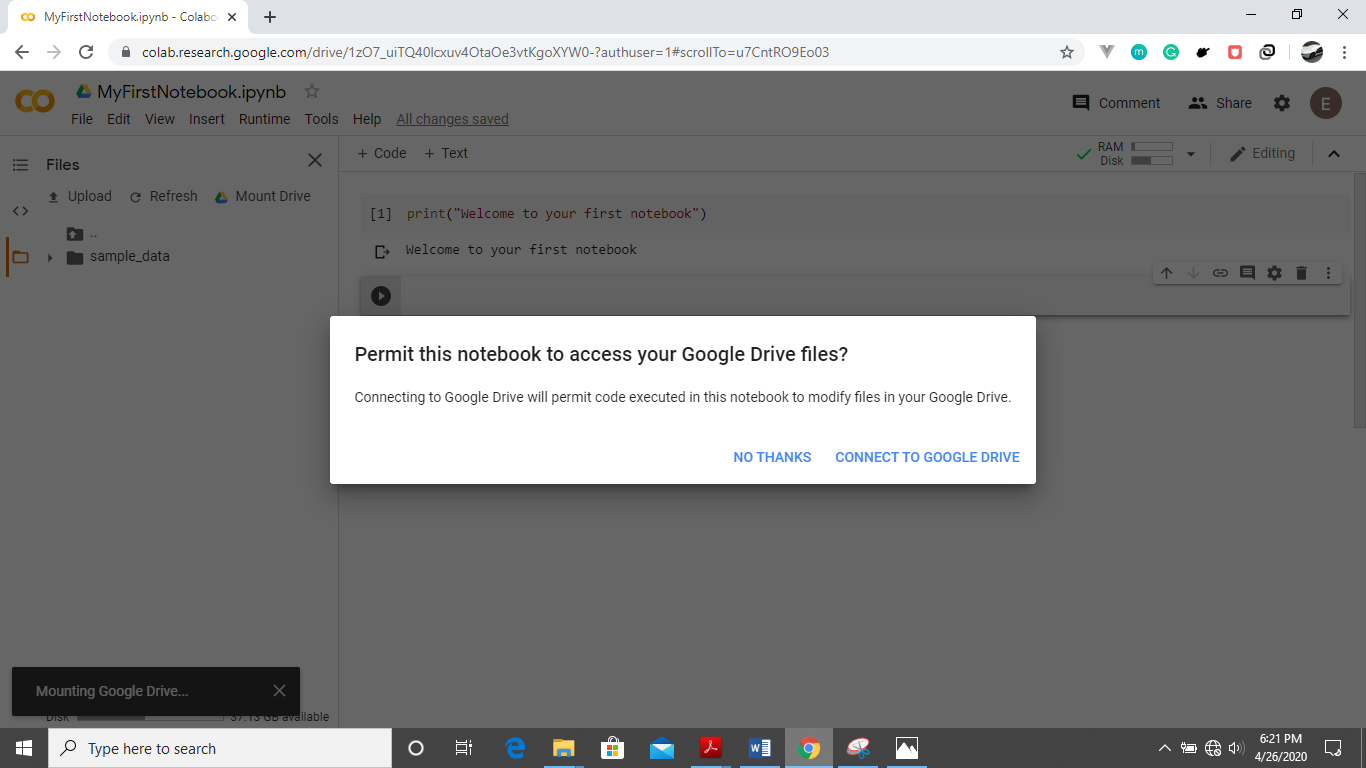 MyFirstNotebook.ipynb - Colabo
colab.research.google.com/drive/1zO7_uiTQ40lcxuv4OtaOe3vtKgoXYW0-?authuser=1#scrollTo=u7CntRO9Eo03
MyFirstNotebook.ipynb
Comment Share E
File Edit View Insert Runtime Tools Help All changes saved
Files
+ Code + Text
RAM
Disk
Editing
Upload Refresh Mount Drive
..
sample_data
[1] print("Welcome to your first notebook")
Welcome to your first notebook
Permit this notebook to access your Google Drive files?
Connecting to Google Drive will permit code executed in this notebook to modify files in your Google Drive.
NO THANKS CONNECT TO GOOGLE DRIVE
Mounting Google Drive...
Disk 37.13 GB available
Type here to search
6:21 PM
4/26/2020